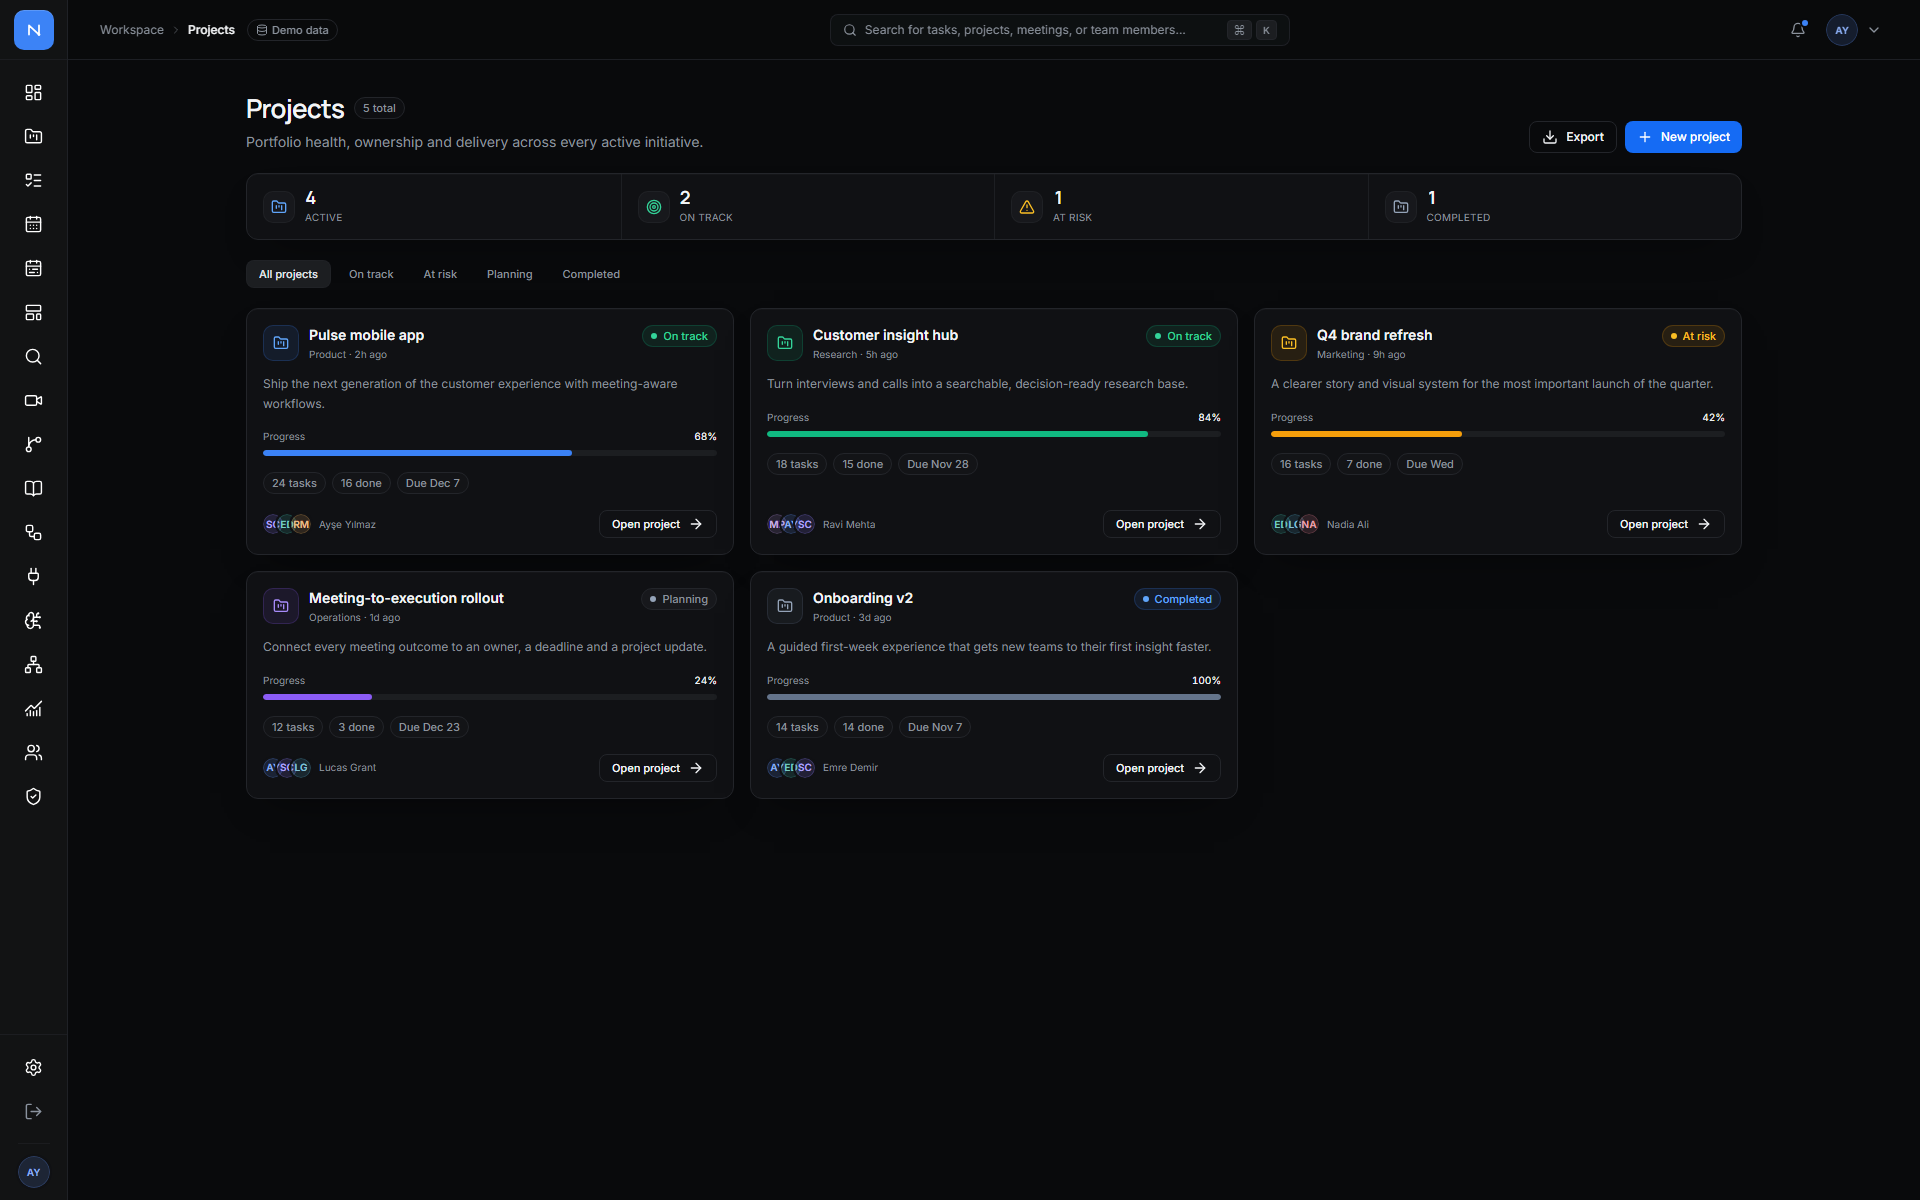 N
Workspace
Projects
Demo data
Search for tasks, projects, meetings, or team members...
⌘ K
AY
Projects
5 total
Portfolio health, ownership and delivery across every active initiative.
Export
New project
4
ACTIVE
2
ON TRACK
1
AT RISK
1
COMPLETED
All projects
On track
At risk
Planning
Completed
Pulse mobile app
On track
Product · 2h ago
Ship the next generation of the customer experience with meeting-aware
workflows.
Progress
68%
24 tasks
16 done
Due Dec 7
RM
Ayşe Yılmaz
Open project
Customer insight hub
On track
Research · 5h ago
Turn interviews and calls into a searchable, decision-ready research base.
Progress
84%
18 tasks
15 done
Due Nov 28
SC
Ravi Mehta
Open project
Q4 brand refresh
At risk
Marketing · 9h ago
A clearer story and visual system for the most important launch of the quarter.
Progress
42%
16 tasks
7 done
Due Wed
NA
Nadia Ali
Open project
Meeting-to-execution rollout
Planning
Operations · 1d ago
Connect every meeting outcome to an owner, a deadline and a project update.
Progress
24%
12 tasks
3 done
Due Dec 23
LG
Lucas Grant
Open project
Onboarding v2
Completed
Product · 3d ago
A guided first-week experience that gets new teams to their first insight faster.
Progress
100%
14 tasks
14 done
Due Nov 7
SC
Emre Demir
Open project
AY